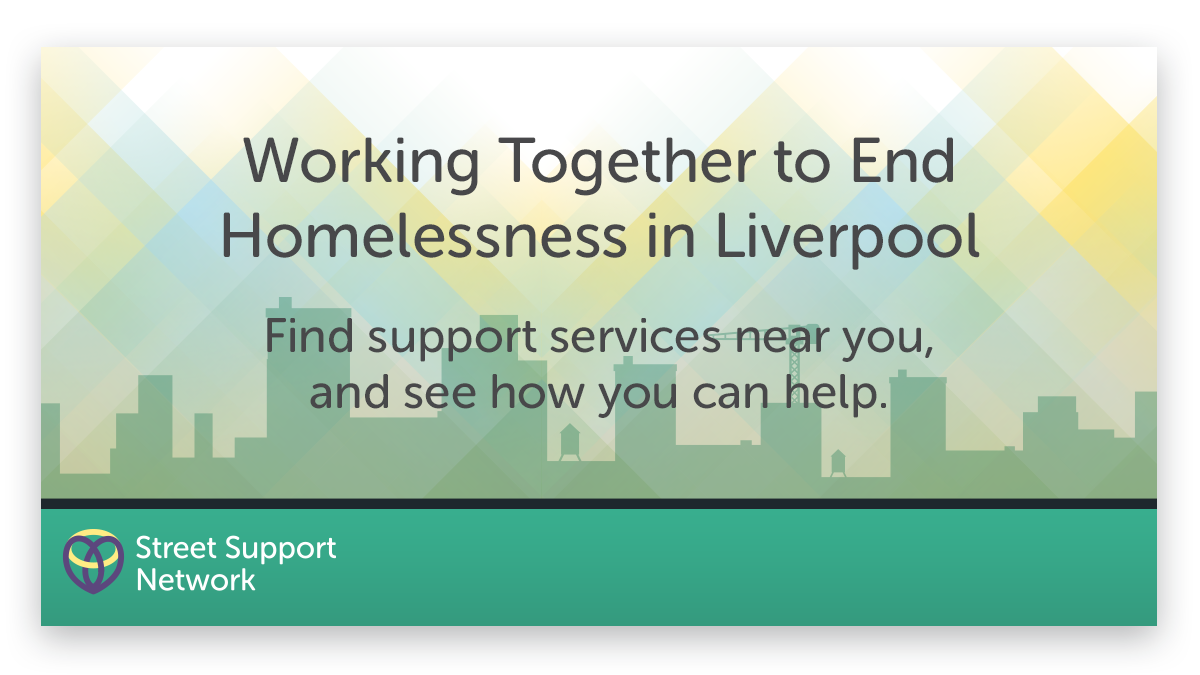 Working Together to End
Homelessness in Liverpool
Find support services near you,
and see how you can help.
Street Support
Network